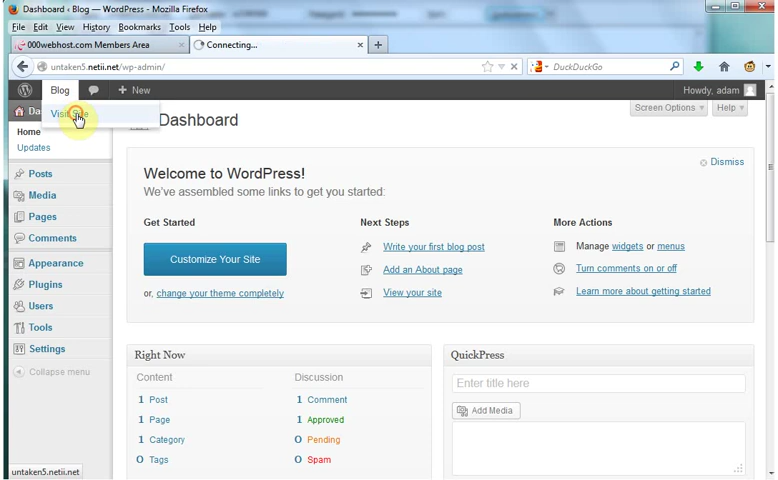 Dashboard ‹ Blog — WordPress - Mozilla Firefox
File Edit View History Bookmarks Tools Help
000webhost.com Members Area × Connecting... × +
untaken5.netii.net/wp-admin/ DuckDuckGo
Blog + New Howdy, adam
Visit Site
Dashboard Screen Options Help
Home
Updates
Posts
Media
Pages
Comments
Appearance
Plugins
Users
Tools
Settings
Collapse menu
Welcome to WordPress! Dismiss
We've assembled some links to get you started:
Get Started Next Steps More Actions
Customize Your Site Write your first blog post Manage widgets or menus
Add an About page Turn comments on or off
or, change your theme completely View your site Learn more about getting started
Right Now
Content Discussion
1 Post 1 Comment
1 Page 1 Approved
1 Category 0 Pending
0 Tags 0 Spam
QuickPress
Enter title here
Add Media
untaken5.netii.net